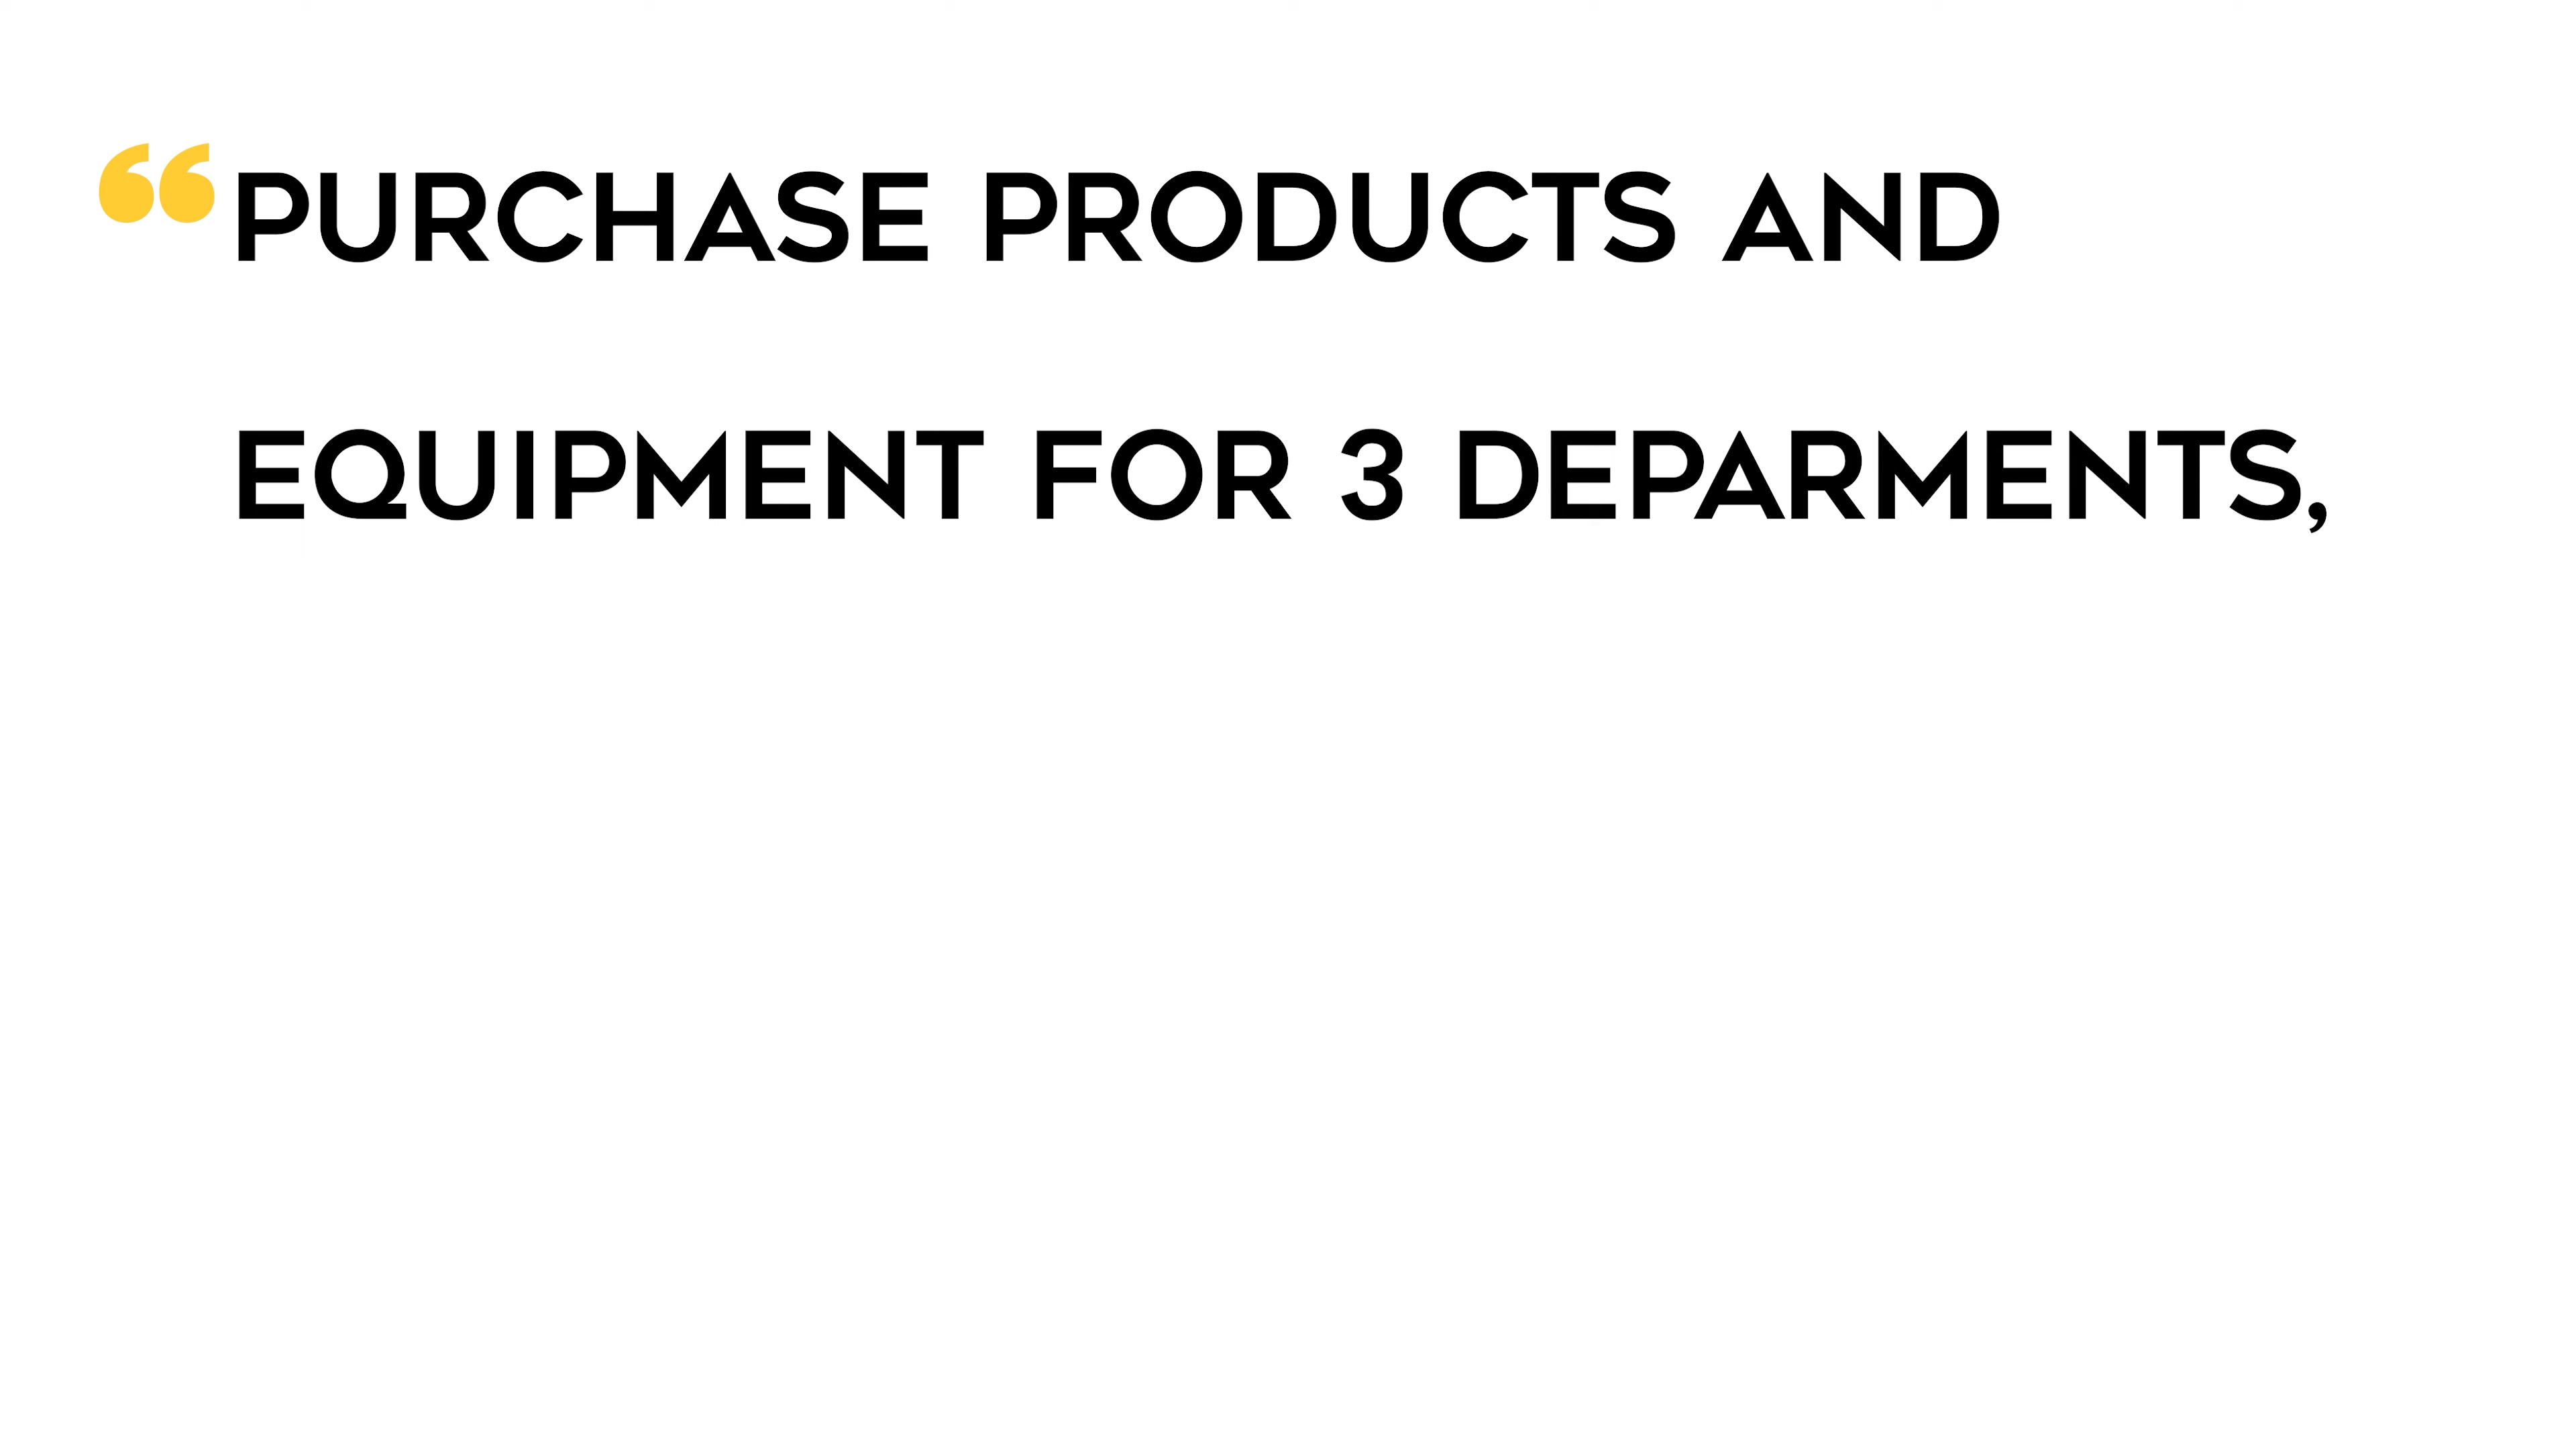 “PURCHASE PRODUCTS AND
EQUIPMENT FOR 3 DEPARMENTS,